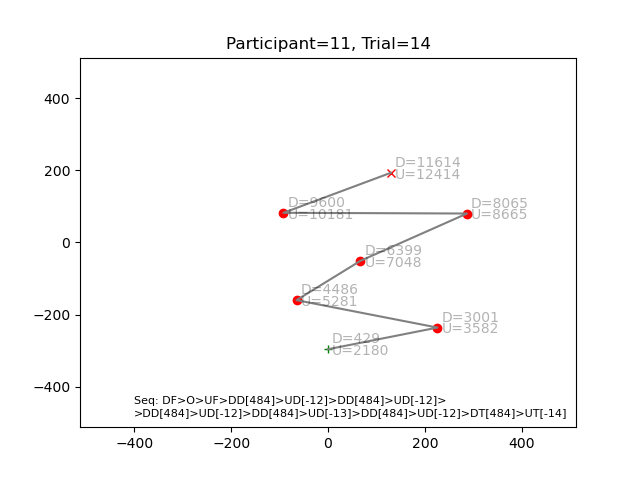 Participant=11, Trial=14
400
200
0
−200
−400
D=11614
U=12414
D=9600
U=10181
D=8065
U=8665
D=6399
U=7048
D=4486
U=5281
D=3001
U=3582
D=429
U=2180
Seq: DF>O>UF>DD[484]>UD[-12]>DD[484]>UD[-12]>
>DD[484]>UD[-12]>DD[484]>UD[-13]>DD[484]>UD[-12]>DT[484]>UT[-14]
−400 −200 0 200 400